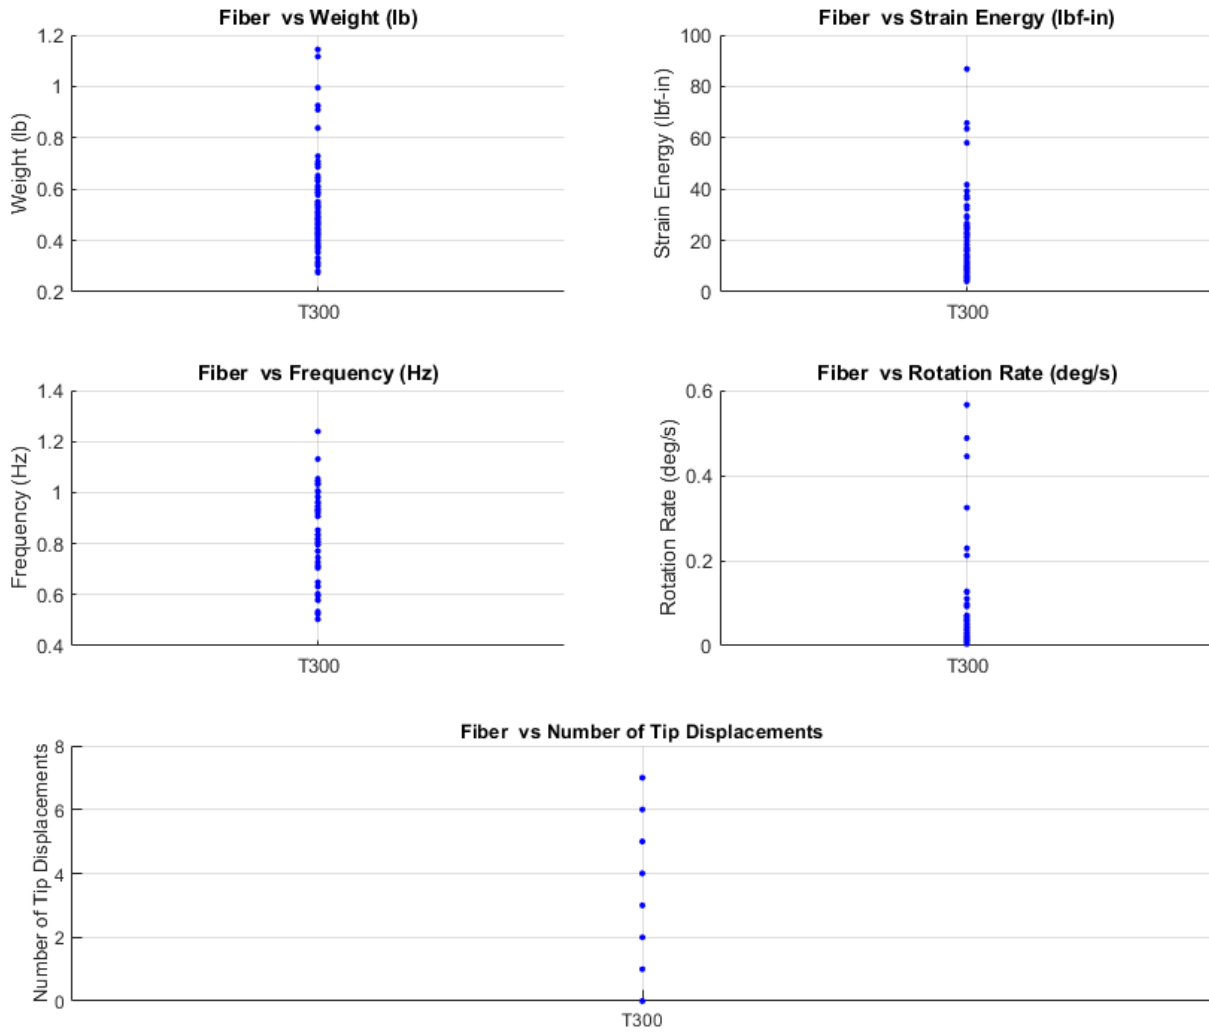 Fiber  vs Weight (lb)
Weight (lb)
1.2
1
0.8
0.6
0.4
0.2
T300
Fiber  vs Strain Energy (lbf-in)
Strain Energy (lbf-in)
100
80
60
40
20
0
T300
Fiber  vs Frequency (Hz)
Frequency (Hz)
1.4
1.2
1
0.8
0.6
0.4
T300
Fiber  vs Rotation Rate (deg/s)
Rotation Rate (deg/s)
0.6
0.4
0.2
0
T300
Fiber  vs Number of Tip Displacements
Number of Tip Displacements
8
6
4
2
0
T300